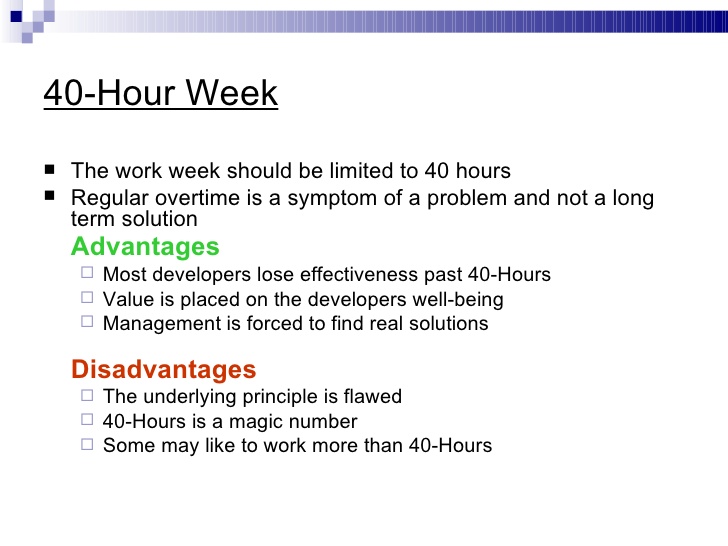 40-Hour Week
The work week should be limited to 40 hours
Regular overtime is a symptom of a problem and not a long
term solution
Advantages
Most developers lose effectiveness past 40-Hours
Value is placed on the developers well-being
Management is forced to find real solutions
Disadvantages
The underlying principle is flawed
40-Hours is a magic number
Some may like to work more than 40-Hours